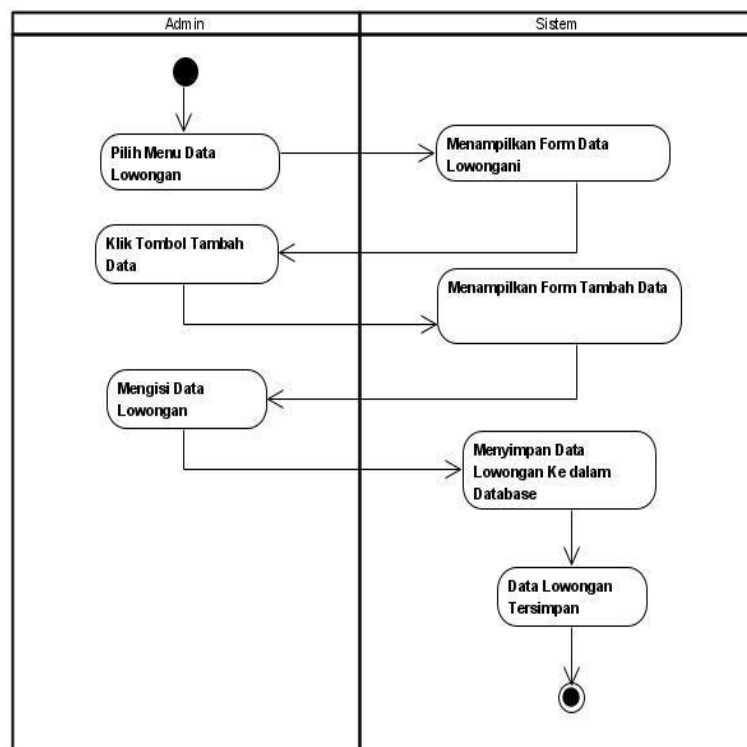 Admin
Sistem
Pilih Menu Data
Lowongan
Menampilkan Form Data
Lowongani
Klik Tombol Tambah
Data
Menampilkan Form Tambah Data
Mengisi Data
Lowongan
Menyimpan Data
Lowongan Ke dalam
Database
Data Lowongan
Tersimpan